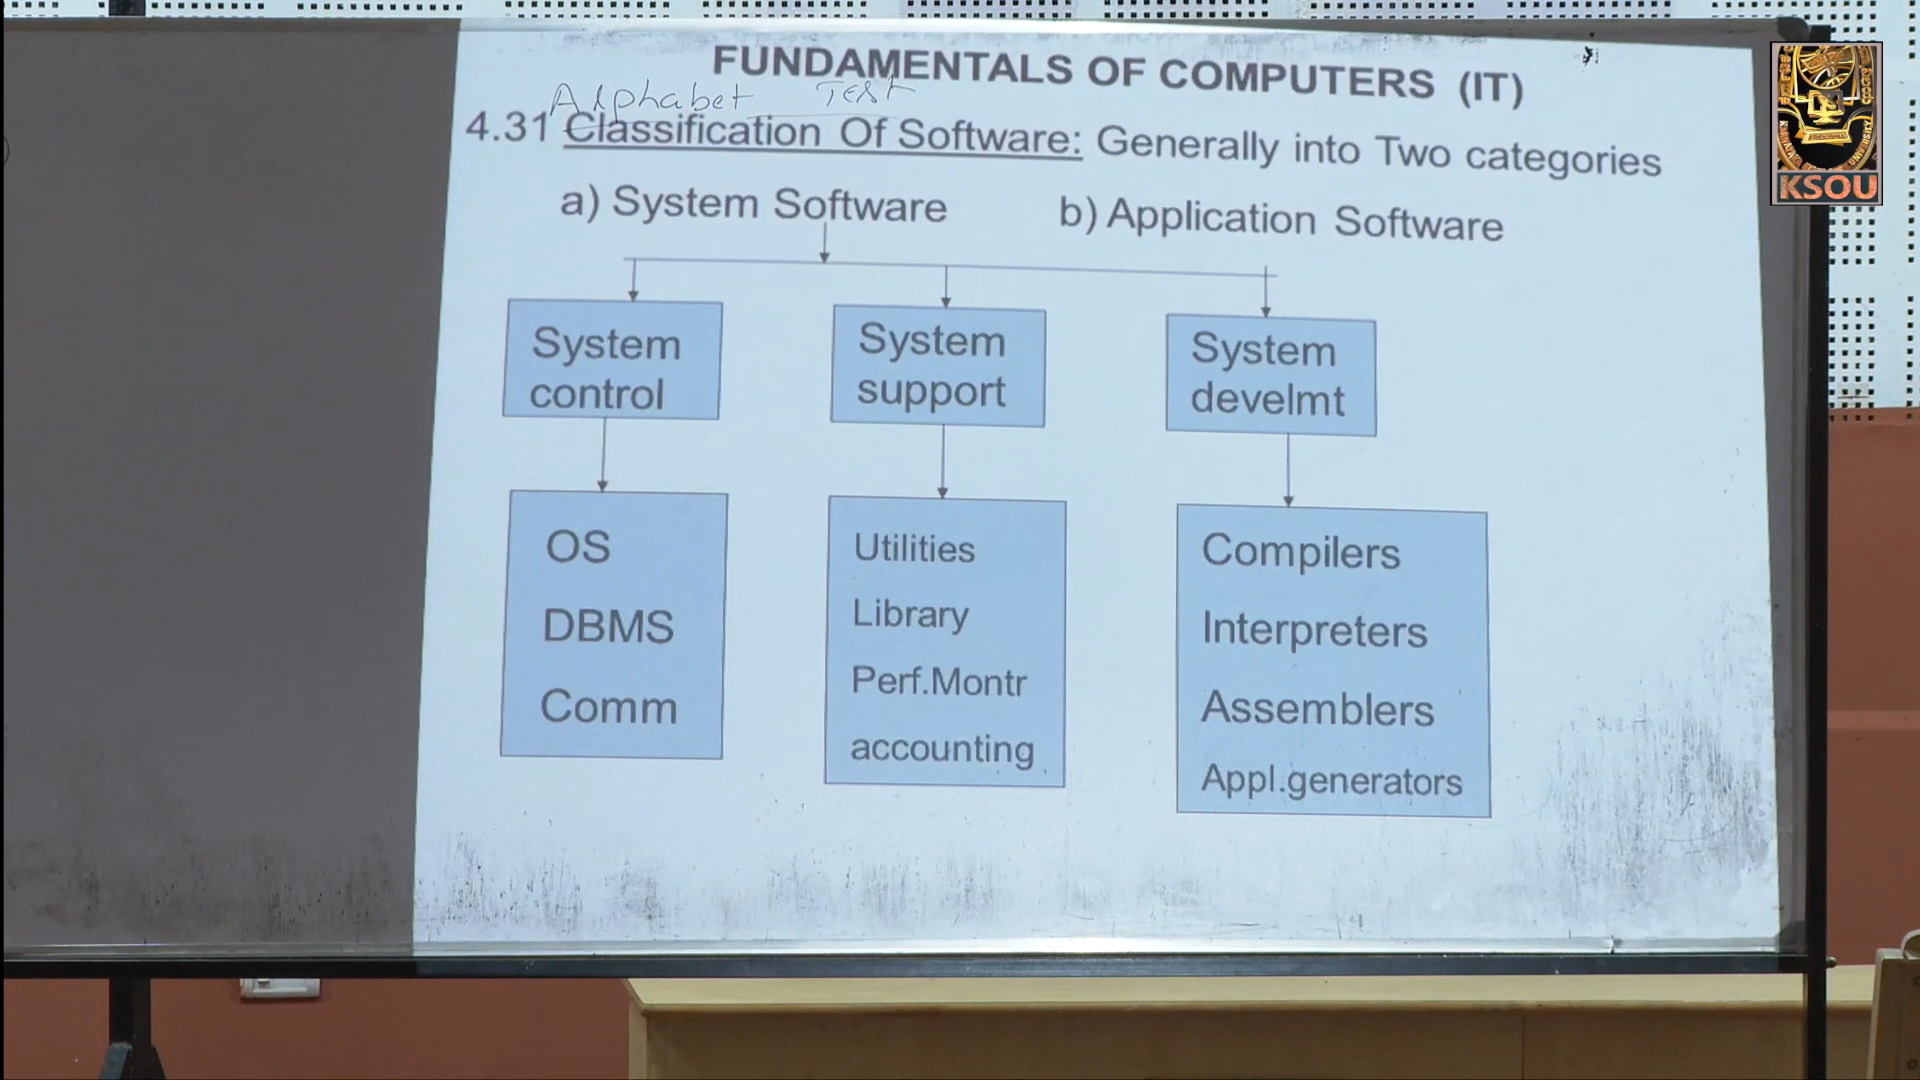 FUNDAMENTALS OF COMPUTERS (IT)
Alphabet Test
4.31 Classification Of Software: Generally into Two categories
a) System Software b) Application Software
System control
System support
System develmt
OS
DBMS
Comm
Utilities
Library
Perf.Montr
accounting
Compilers
Interpreters
Assemblers
Appl.generators
KSOU